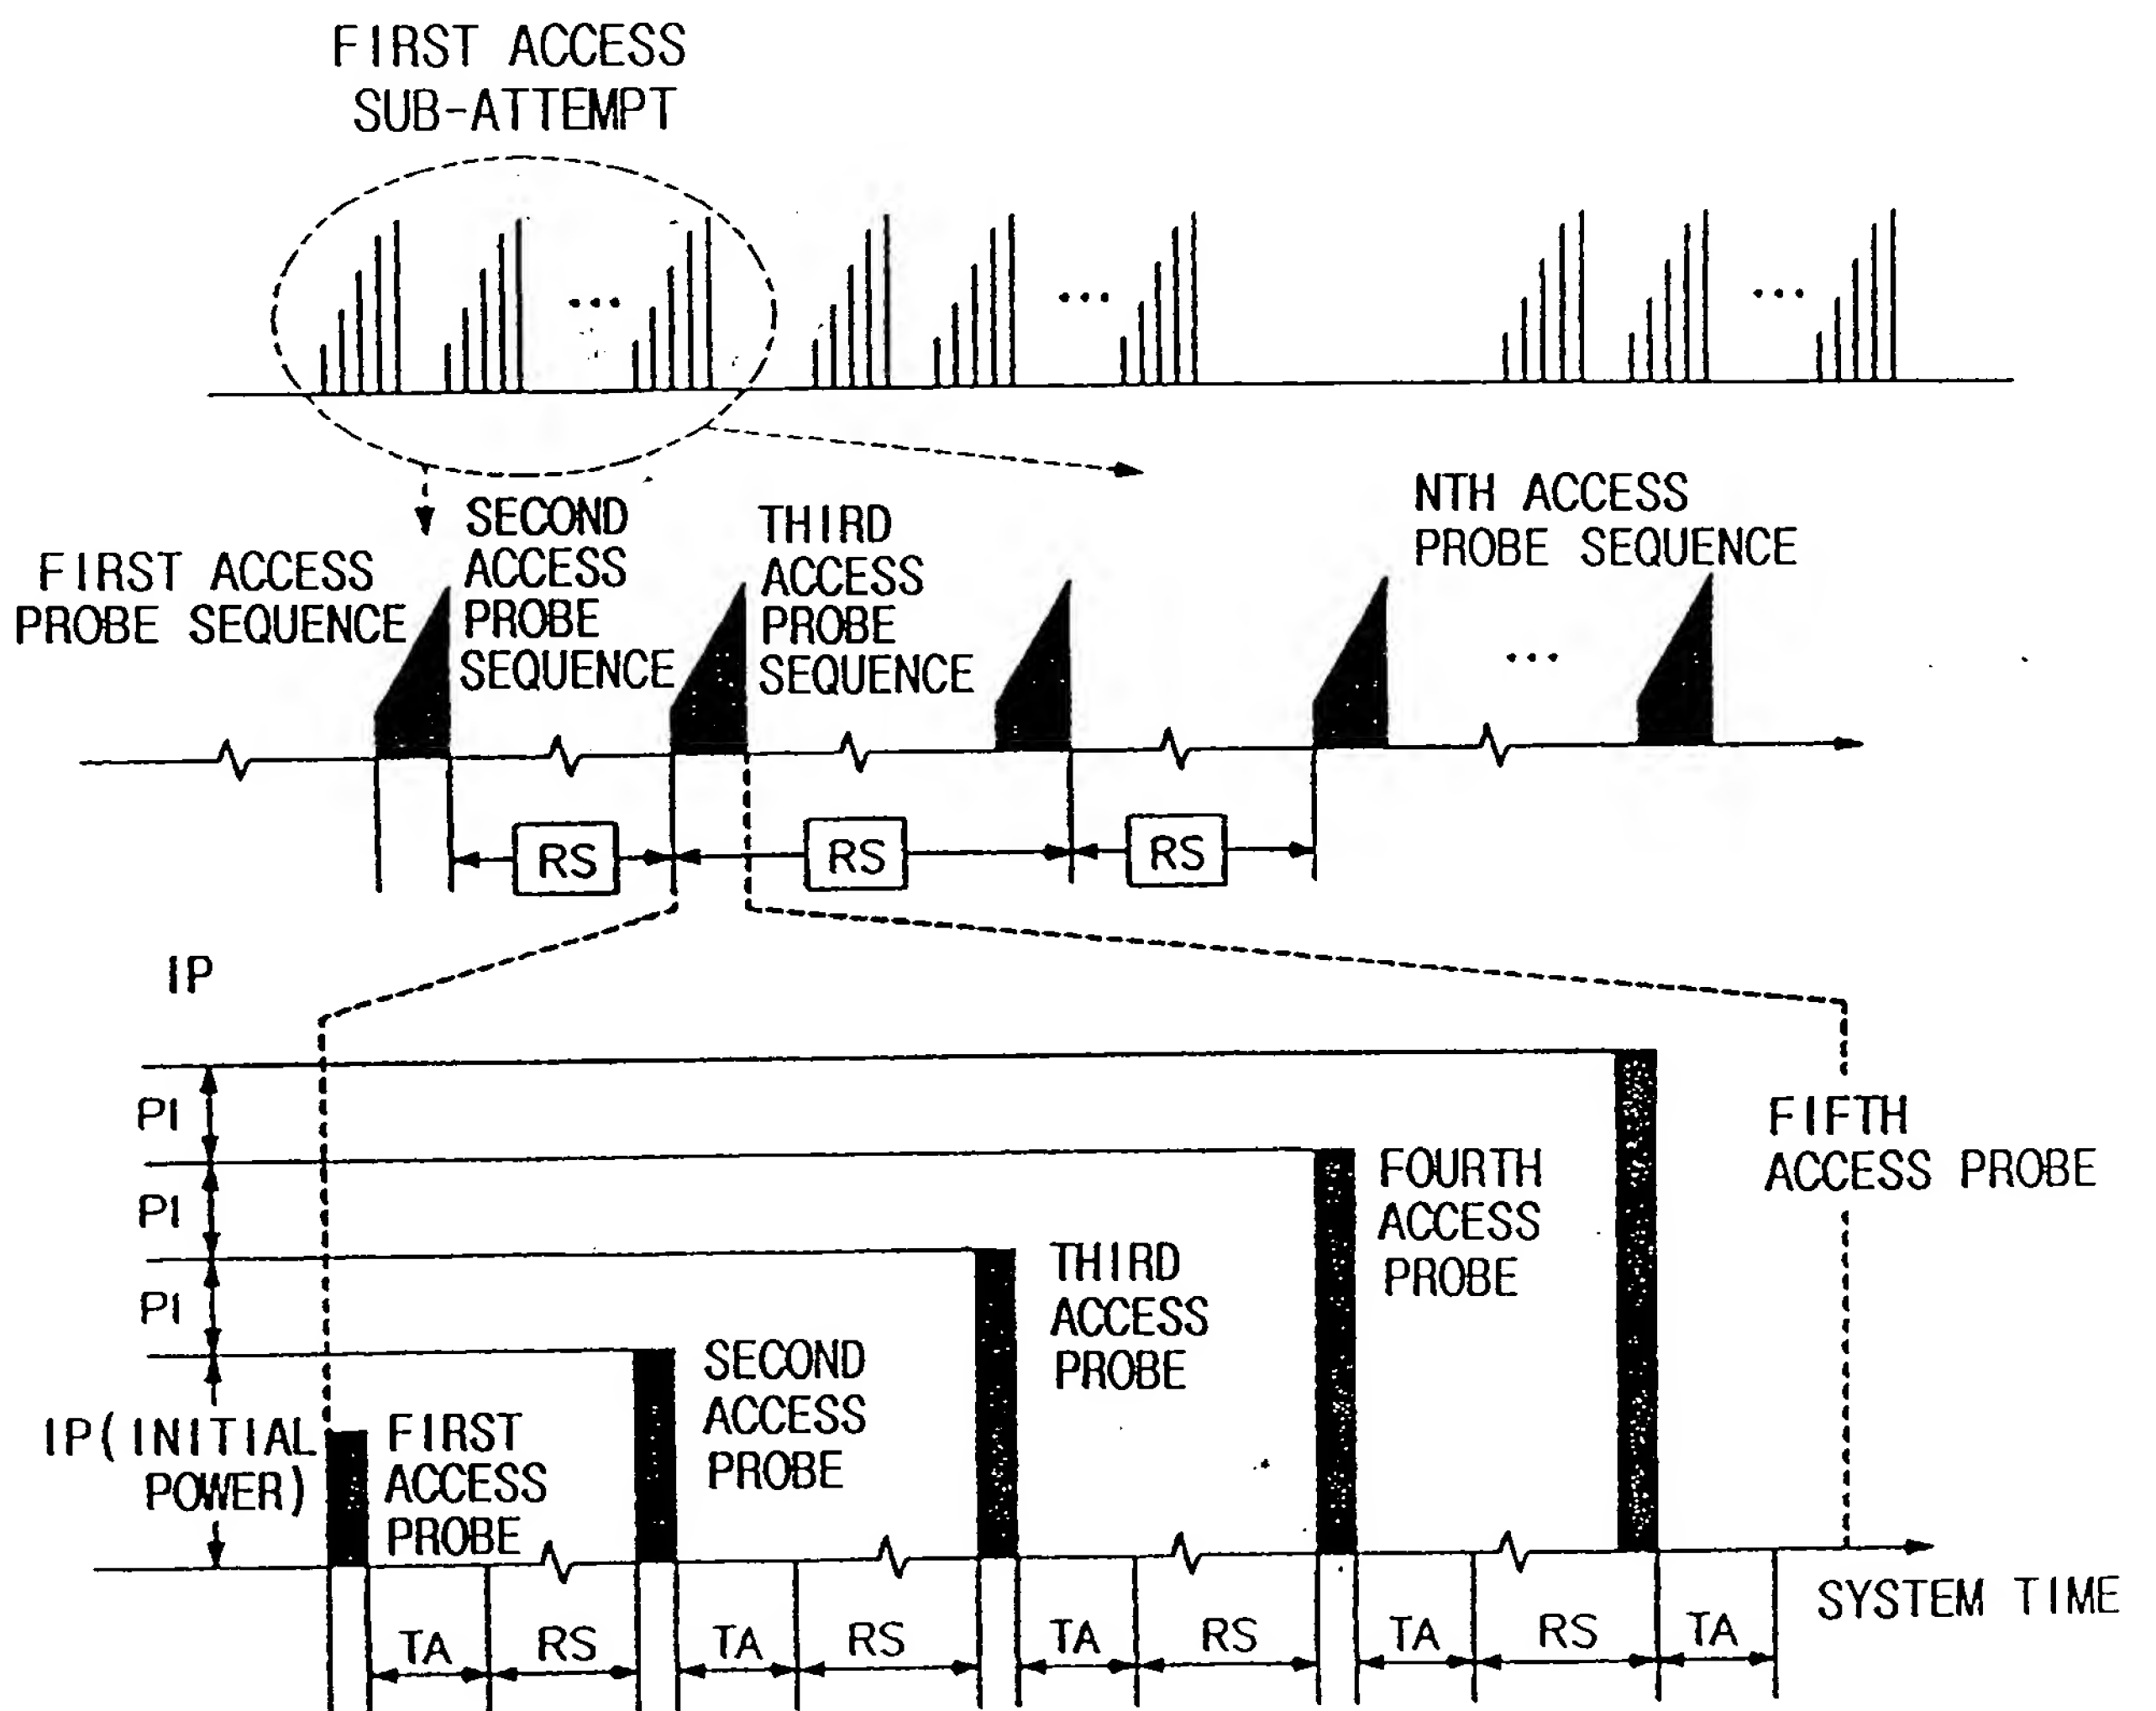 FIRST ACCESS
SUB-ATTEMPT
...
...
...
FIRST ACCESS
PROBE SEQUENCE
SECOND
ACCESS
PROBE
SEQUENCE
THIRD
ACCESS
PROBE
SEQUENCE
NTH ACCESS
PROBE SEQUENCE
...
RS
RS
RS
IP
PI
PI
PI
IP(INITIAL
POWER)
FIRST
ACCESS
PROBE
SECOND
ACCESS
PROBE
THIRD
ACCESS
PROBE
FOURTH
ACCESS
PROBE
FIFTH
ACCESS PROBE
SYSTEM TIME
TA
RS
TA
RS
TA
RS
TA
RS
TA